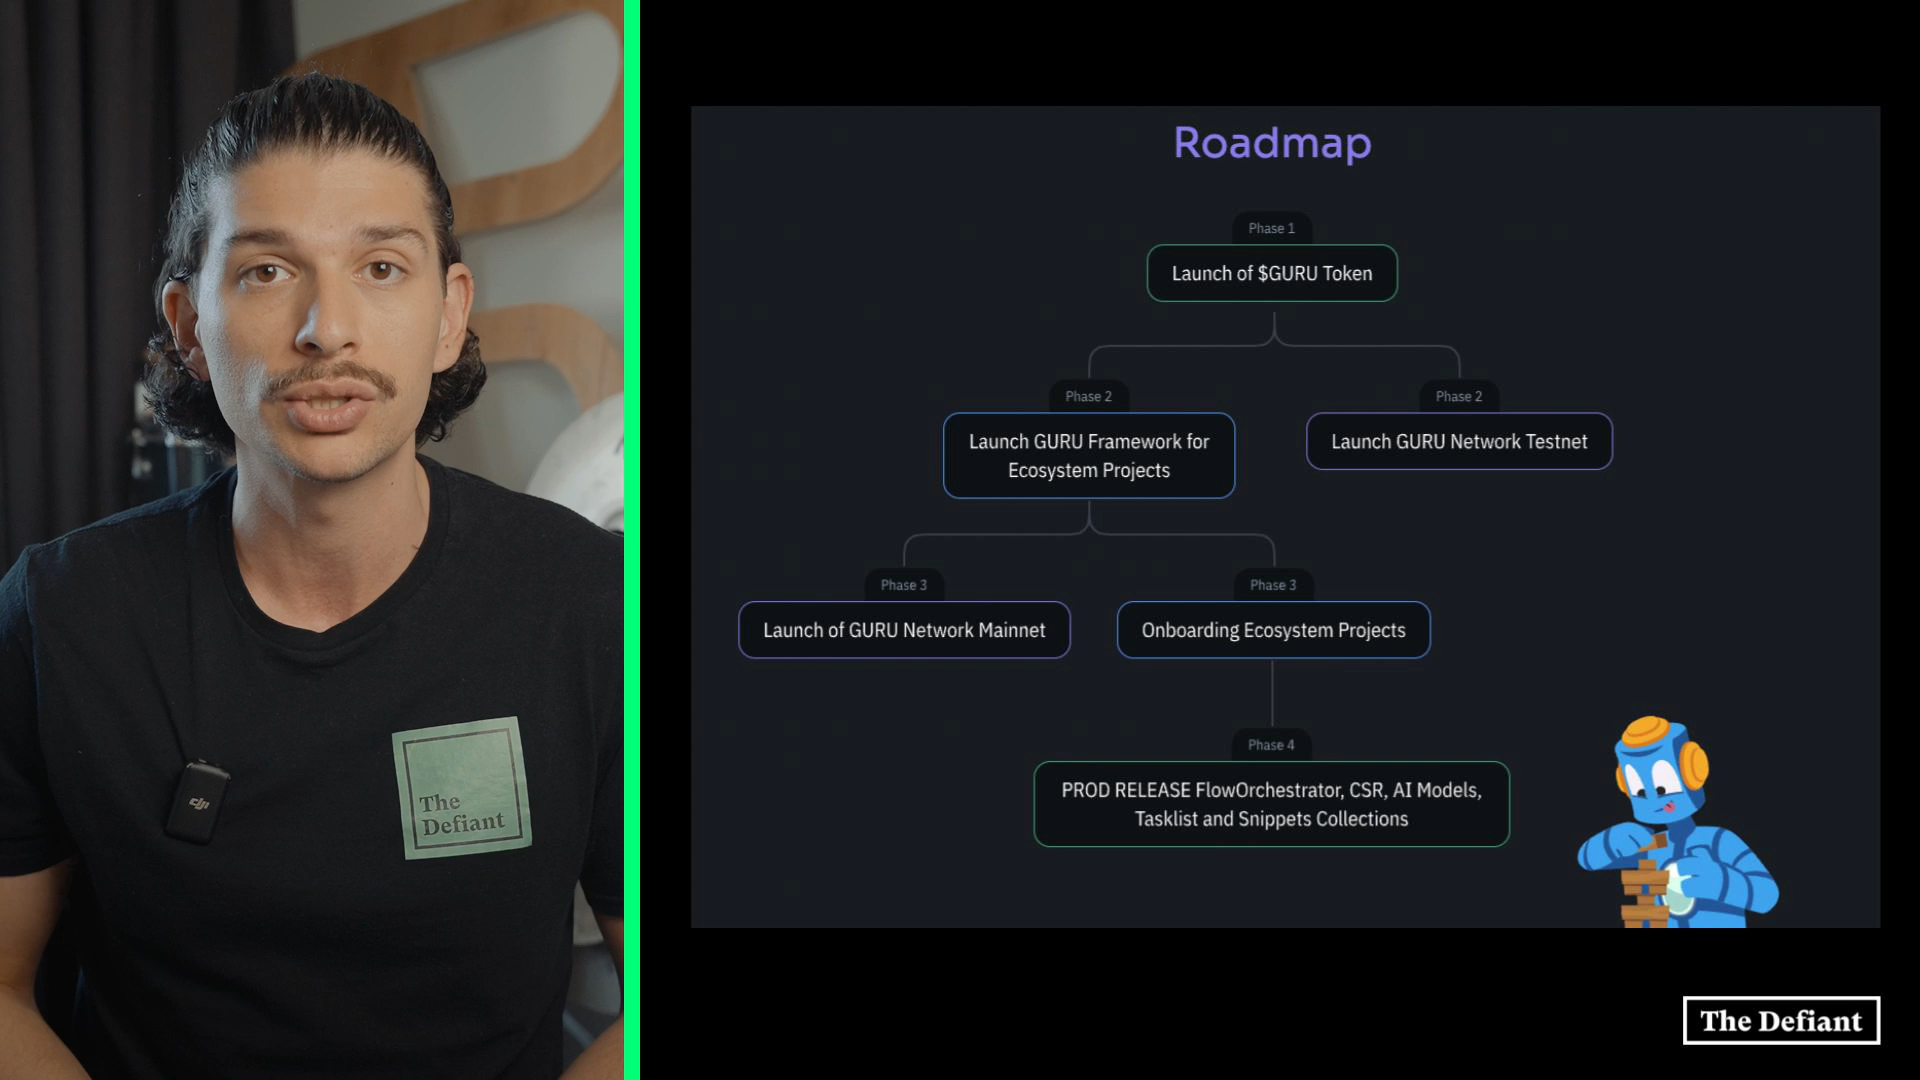 Roadmap
Phase 1
Launch of $GURU Token
Phase 2
Launch GURU Framework for
Ecosystem Projects
Phase 2
Launch GURU Network Testnet
Phase 3
Launch of GURU Network Mainnet
Phase 3
Onboarding Ecosystem Projects
Phase 4
PROD RELEASE FlowOrchestrator, CSR, AI Models,
Tasklist and Snippets Collections
The
Defiant
dji
The Defiant